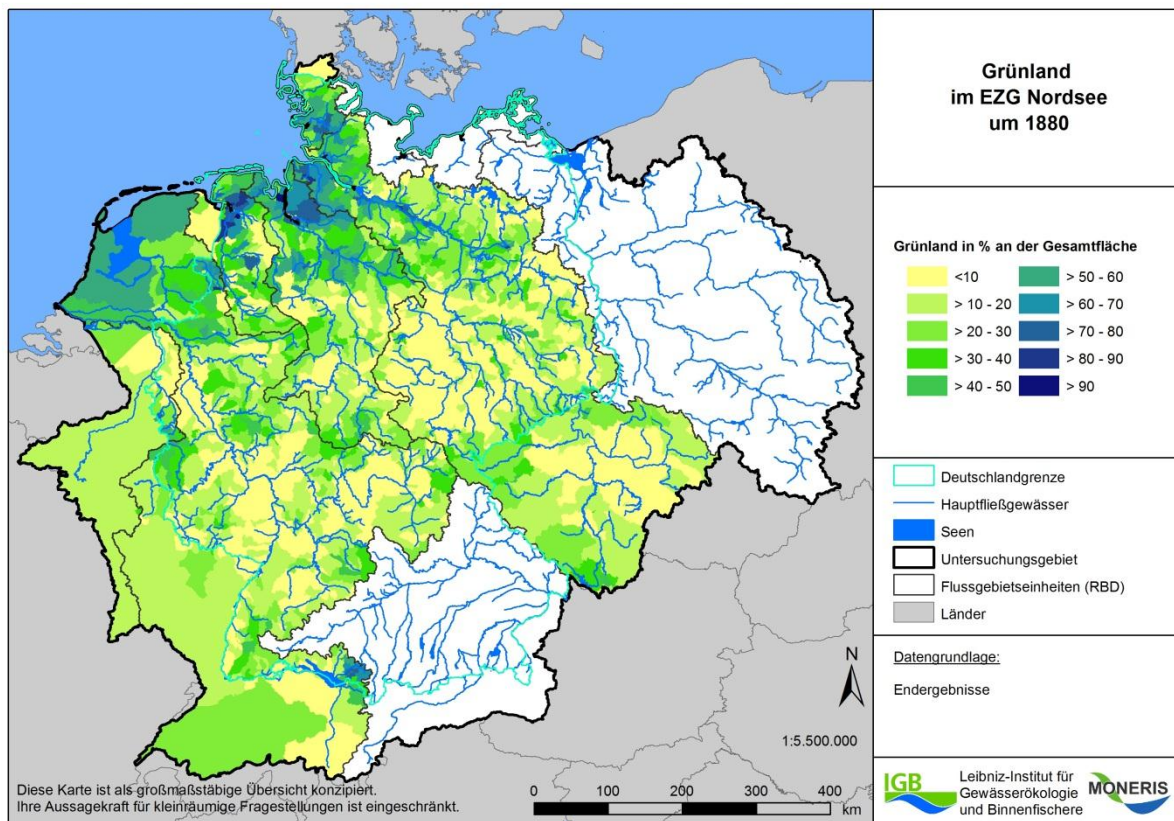 Grünland
im EZG Nordsee
um 1880
Grünland in % an der Gesamtfläche
<10
> 10 - 20
> 20 - 30
> 30 - 40
> 40 - 50
> 50 - 60
> 60 - 70
> 70 - 80
> 80 - 90
> 90
Deutschlandgrenze
Hauptfließgewässer
Seen
Untersuchungsgebiet
Flussgebietseinheiten (RBD)
Länder
Datengrundlage:
Endergebnisse
N
1:5.500.000
Diese Karte ist als großmaßstäbige Übersicht konzipiert.
Ihre Aussagekraft für kleinräumige Fragestellungen ist eingeschränkt.
0 50 100 200 300 400
km
IGB
Leibniz-Institut für
Gewässerökologie
und Binnenfischere
MONERIS